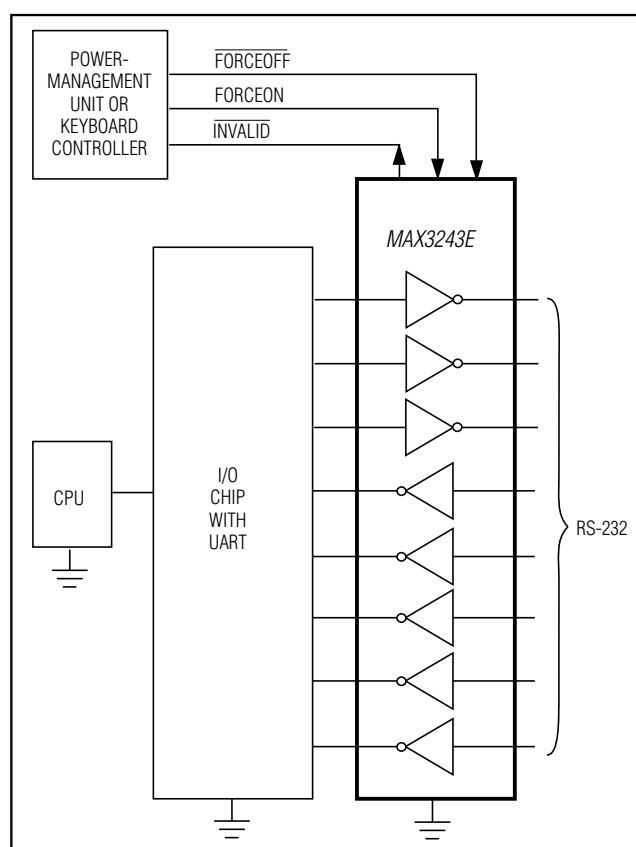 POWER-
MANAGEMENT
UNIT OR
KEYBOARD
CONTROLLER
FORCEOFF
FORCEON
INVALID
MAX3243E
CPU
I/O
CHIP
WITH
UART
RS-232